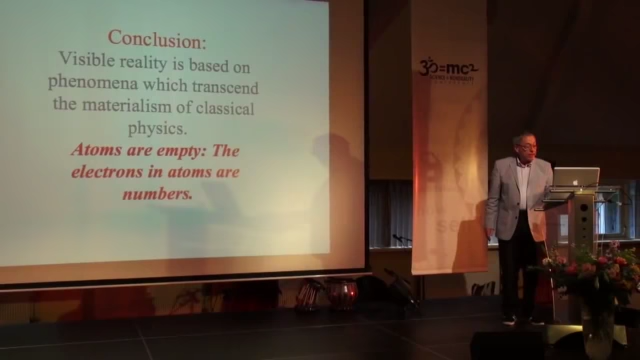 Conclusion:
Visible reality is based on
phenomena which transcend
the materialism of classical
physics.
Atoms are empty: The
electrons in atoms are
numbers.
ॐ=mc²